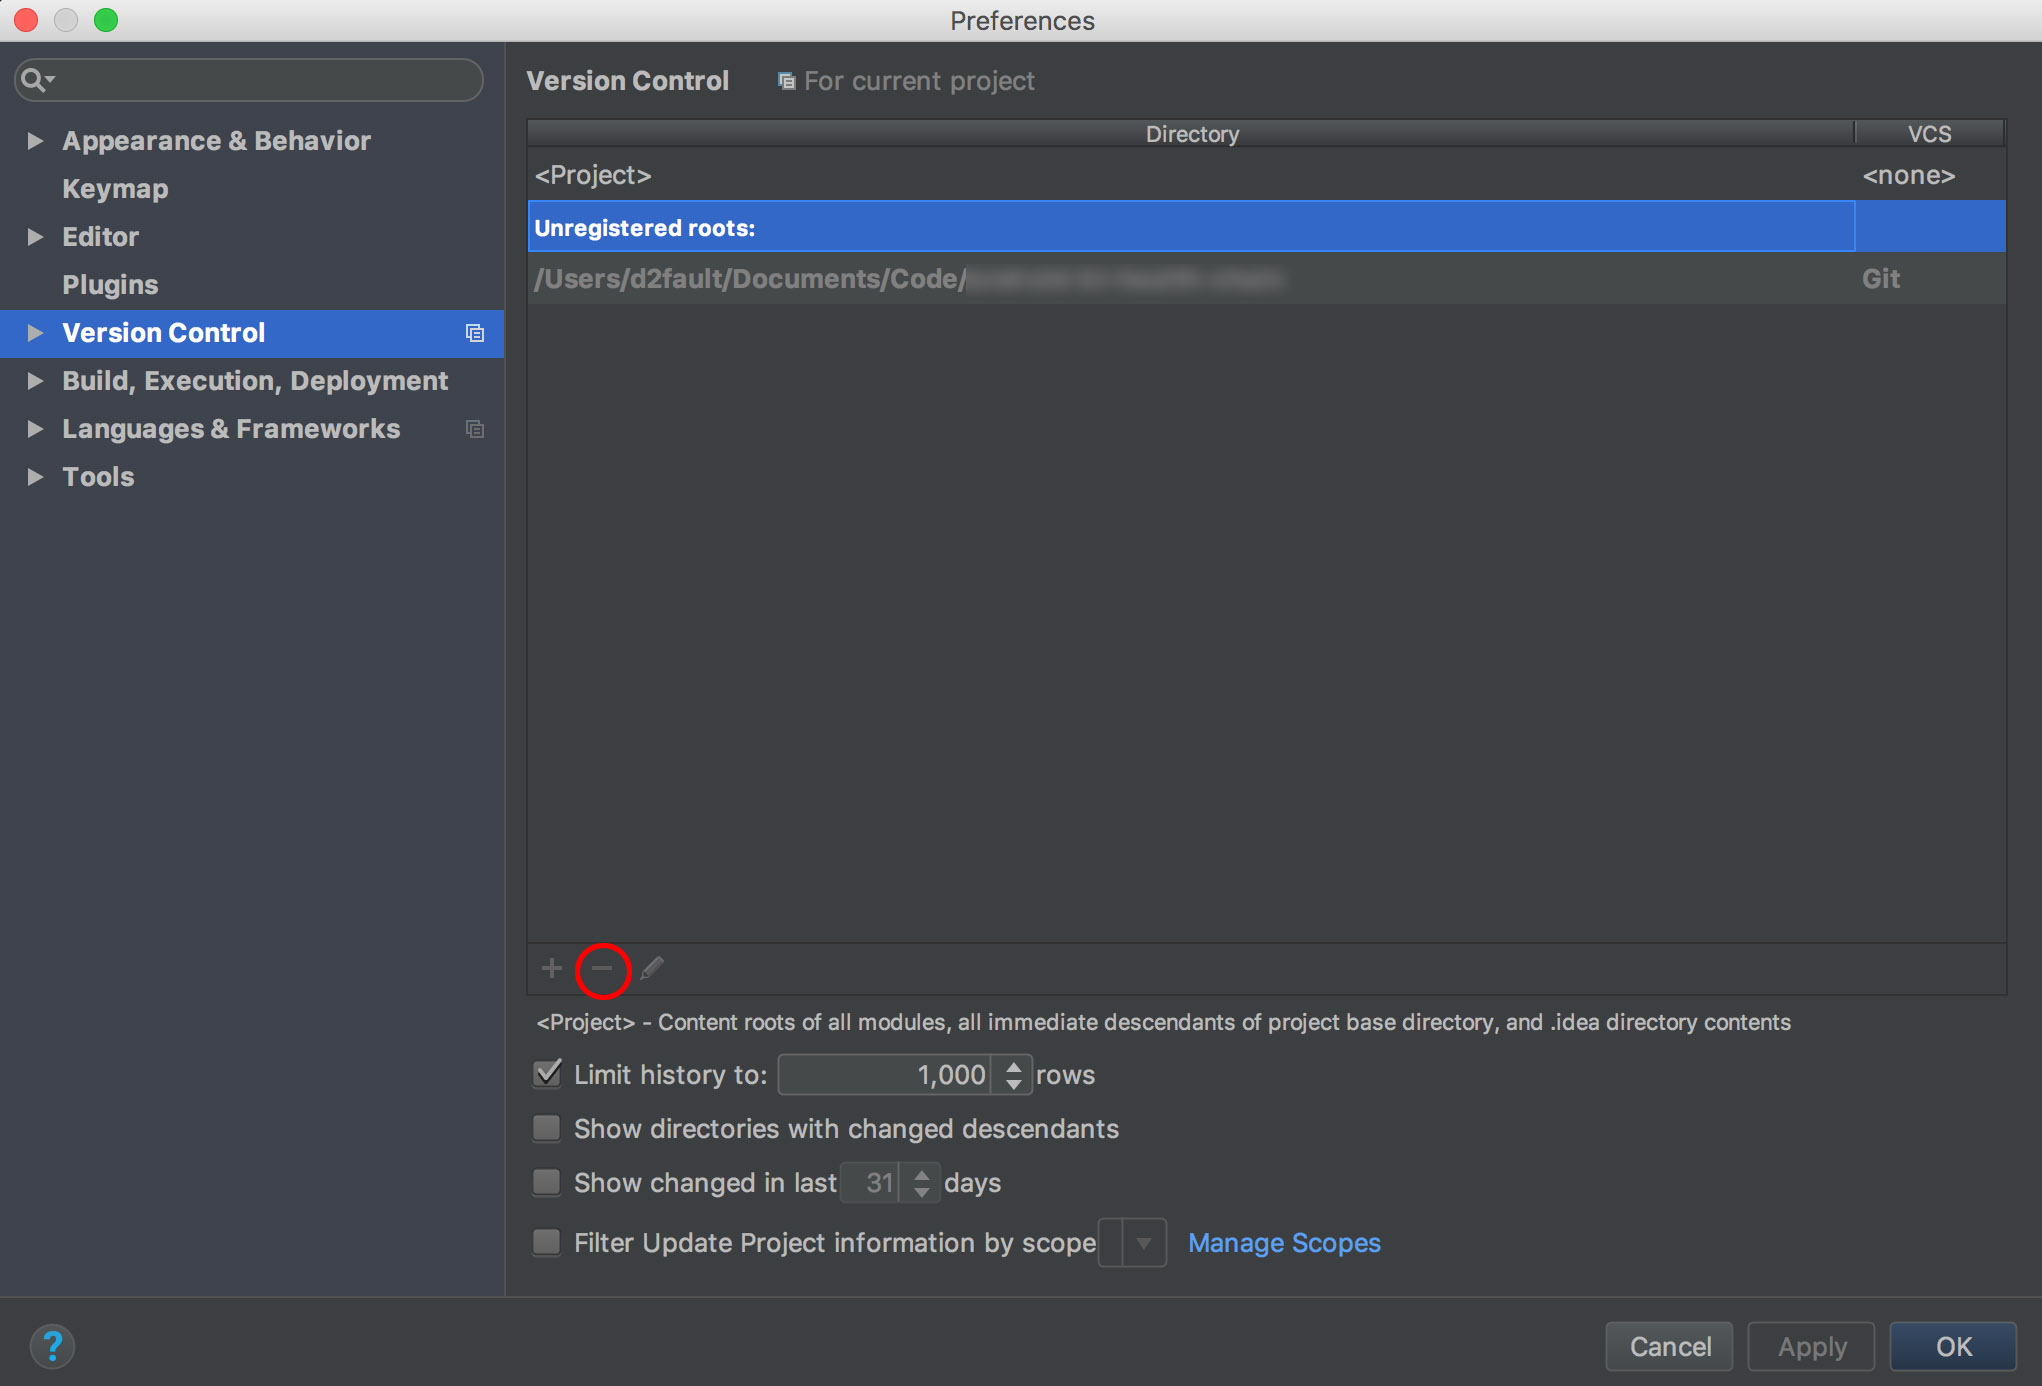 Preferences
Appearance & Behavior
Keymap
Editor
Plugins
Version Control
Build, Execution, Deployment
Languages & Frameworks
Tools
Version Control For current project
Directory VCS
<Project> <none>
Unregistered roots:
/Users/d2fault/Documents/Code/ Git
<Project> - Content roots of all modules, all immediate descendants of project base directory, and .idea directory contents
Limit history to: 1,000 rows
Show directories with changed descendants
Show changed in last 31 days
Filter Update Project information by scope Manage Scopes
? Cancel Apply OK